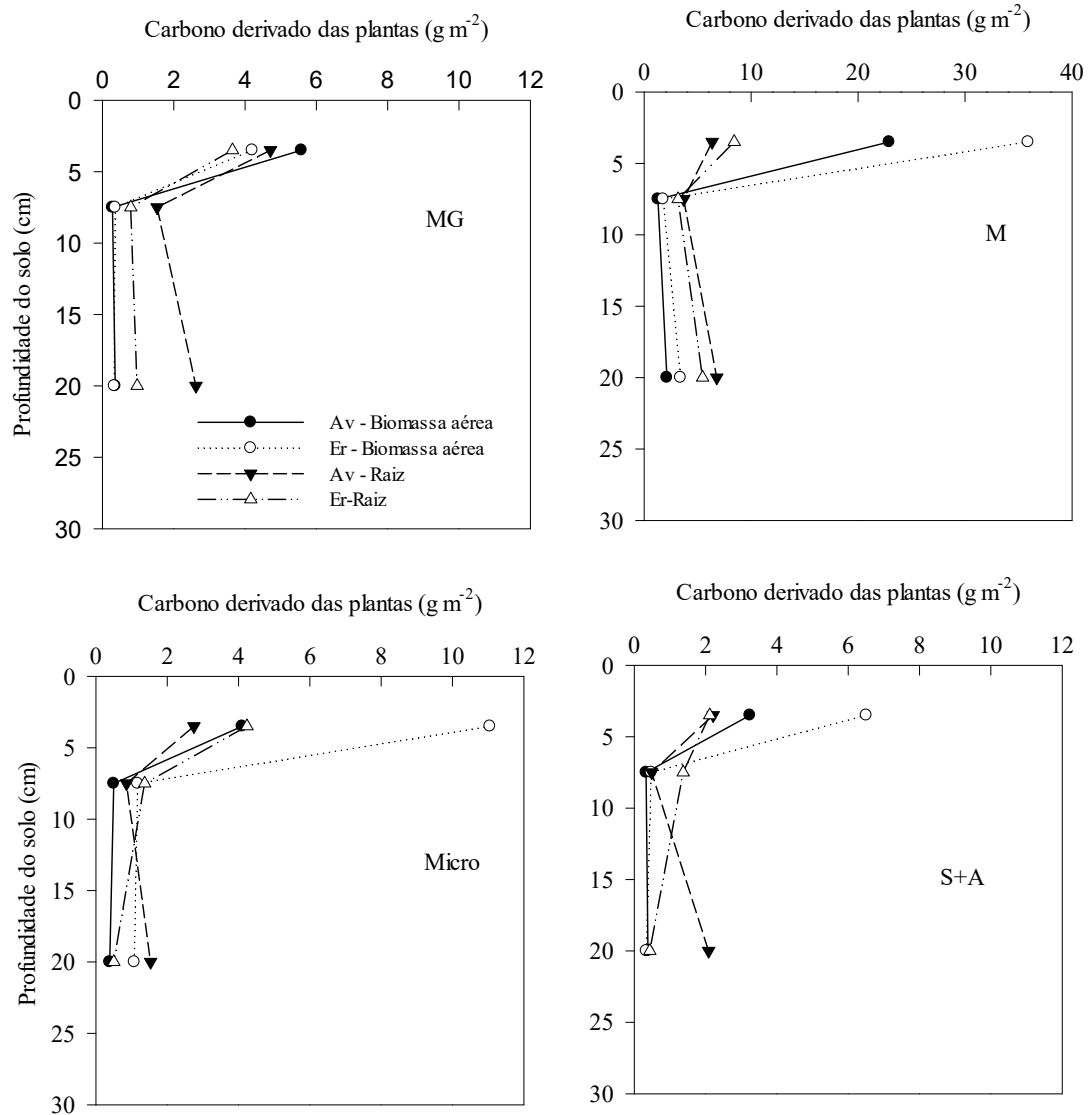 Carbono derivado das plantas (g m-2)
0 2 4 6 8 10 12
Profundidade do solo (cm)
0
5
10
15
20
25
30
MG
Av - Biomassa aérea
Er - Biomassa aérea
Av - Raiz
Er-Raiz
Carbono derivado das plantas (g m-2)
0 10 20 30 40
0
5
10
15
20
25
30
M
Carbono derivado das plantas (g m-2)
0 2 4 6 8 10 12
Profundidade do solo (cm)
0
5
10
15
20
25
30
Micro
Carbono derivado das plantas (g m-2)
0 2 4 6 8 10 12
0
5
10
15
20
25
30
S+A